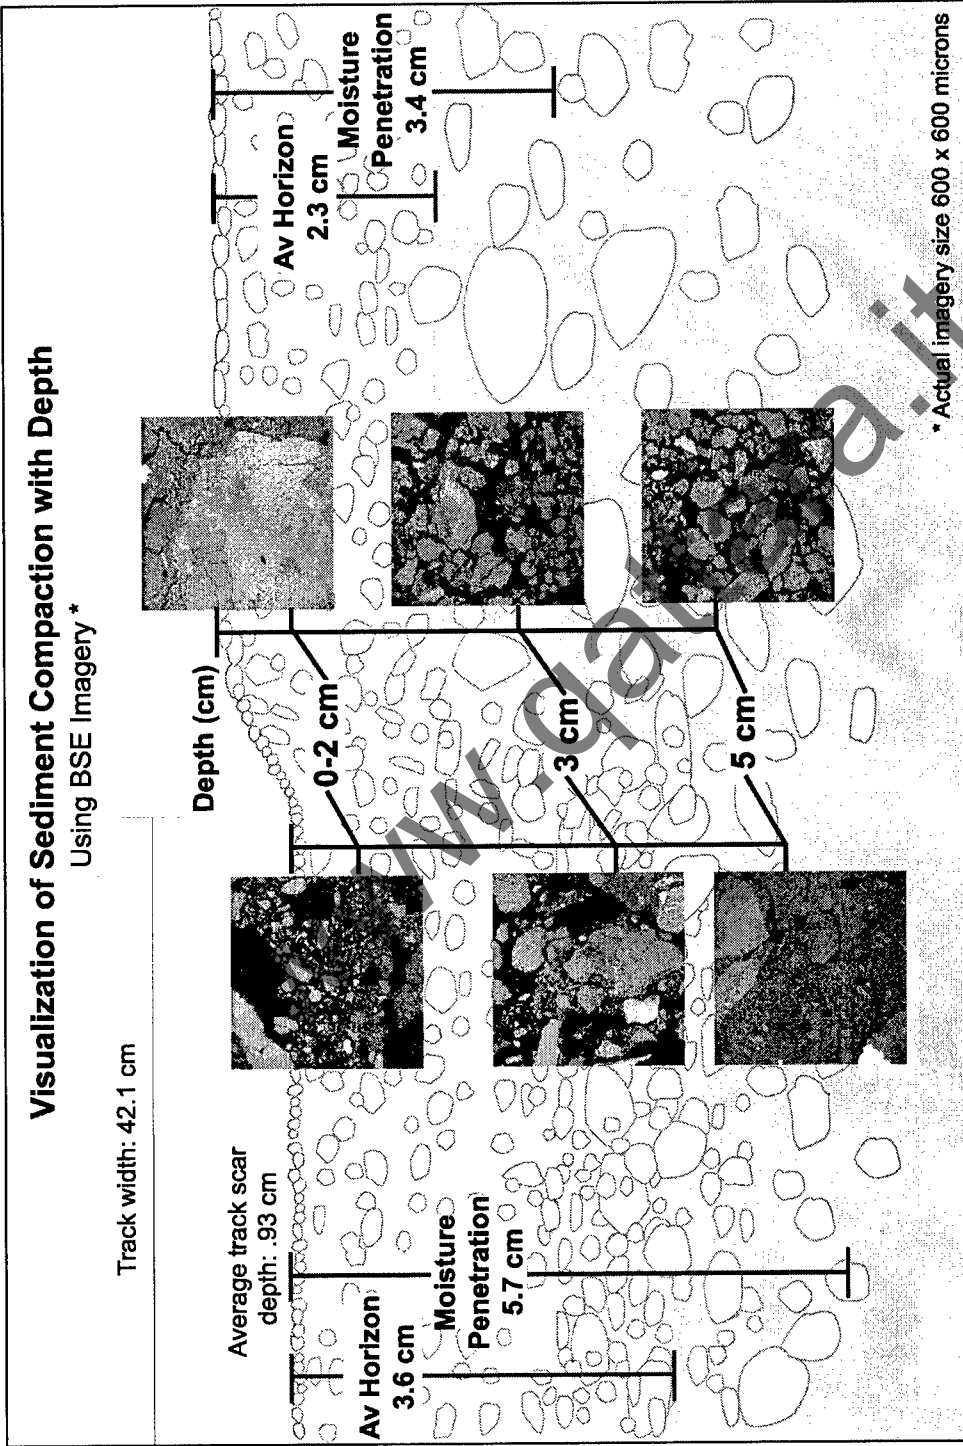 Visualization of Sediment Compaction with Depth
Using BSE Imagery *
Track width: 42.1 cm
Average track scar
depth: .93 cm
Av Horizon
3.6 cm
Moisture
Penetration
5.7 cm
Depth (cm)
0-2 cm
3 cm
5 cm
Av Horizon
2.3 cm
Moisture
Penetration
3.4 cm
* Actual imagery size 600 x 600 microns